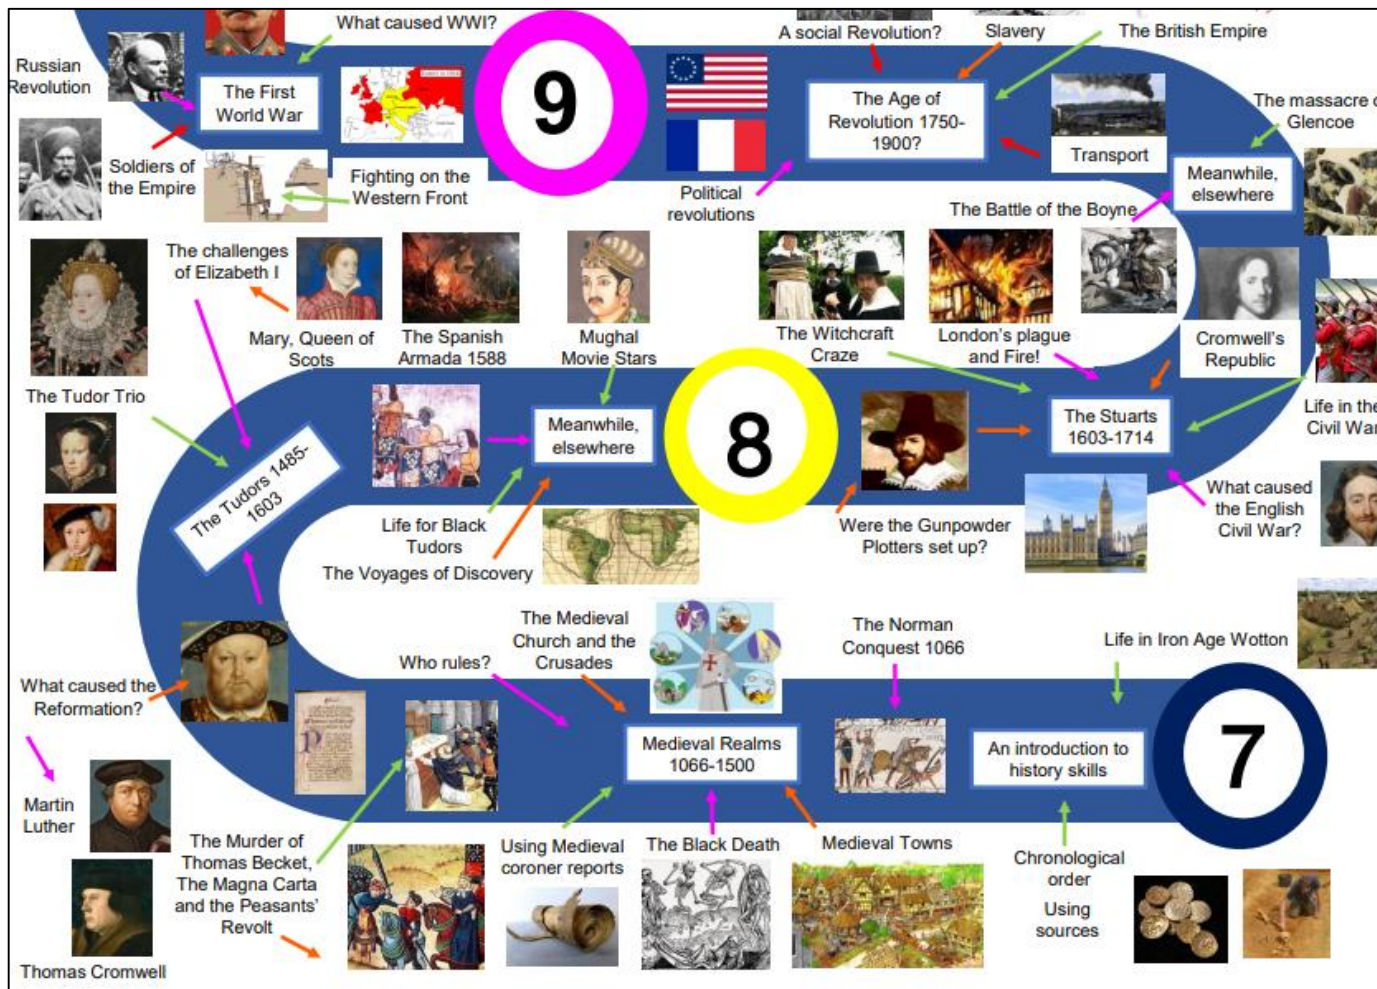 What caused WWI?
A social Revolution?
Slavery
The British Empire
Russian
Revolution
The First
World War
9
The Age of
Revolution 1750-
1900?
The massacre o
Glencoe
Transport
Meanwhile,
elsewhere
Soldiers of
the Empire
Fighting on the
Western Front
Political
revolutions
The Battle of the Boyne
The challenges
of Elizabeth I
Mary, Queen of
Scots
The Spanish
Armada 1588
Mughal
Movie Stars
The Witchcraft
Craze
London's plague
and Fire!
Cromwell's
Republic
The Tudor Trio
Meanwhile,
elsewhere
8
The Stuarts
1603-1714
Life in the
Civil War
The Tudors 1485-
1603
Life for Black
Tudors
The Voyages of Discovery
Were the Gunpowder
Plotters set up?
What caused
the English
Civil War?
The Medieval
Church and the
Crusades
The Norman
Conquest 1066
Life in Iron Age Wotton
Who rules?
What caused the
Reformation?
Medieval Realms
1066-1500
An introduction to
history skills
7
Martin
Luther
The Murder of
Thomas Becket,
The Magna Carta
and the Peasants'
Revolt
Using Medieval
coroner reports
The Black Death
Medieval Towns
Chronological
order
Using
sources
Thomas Cromwell